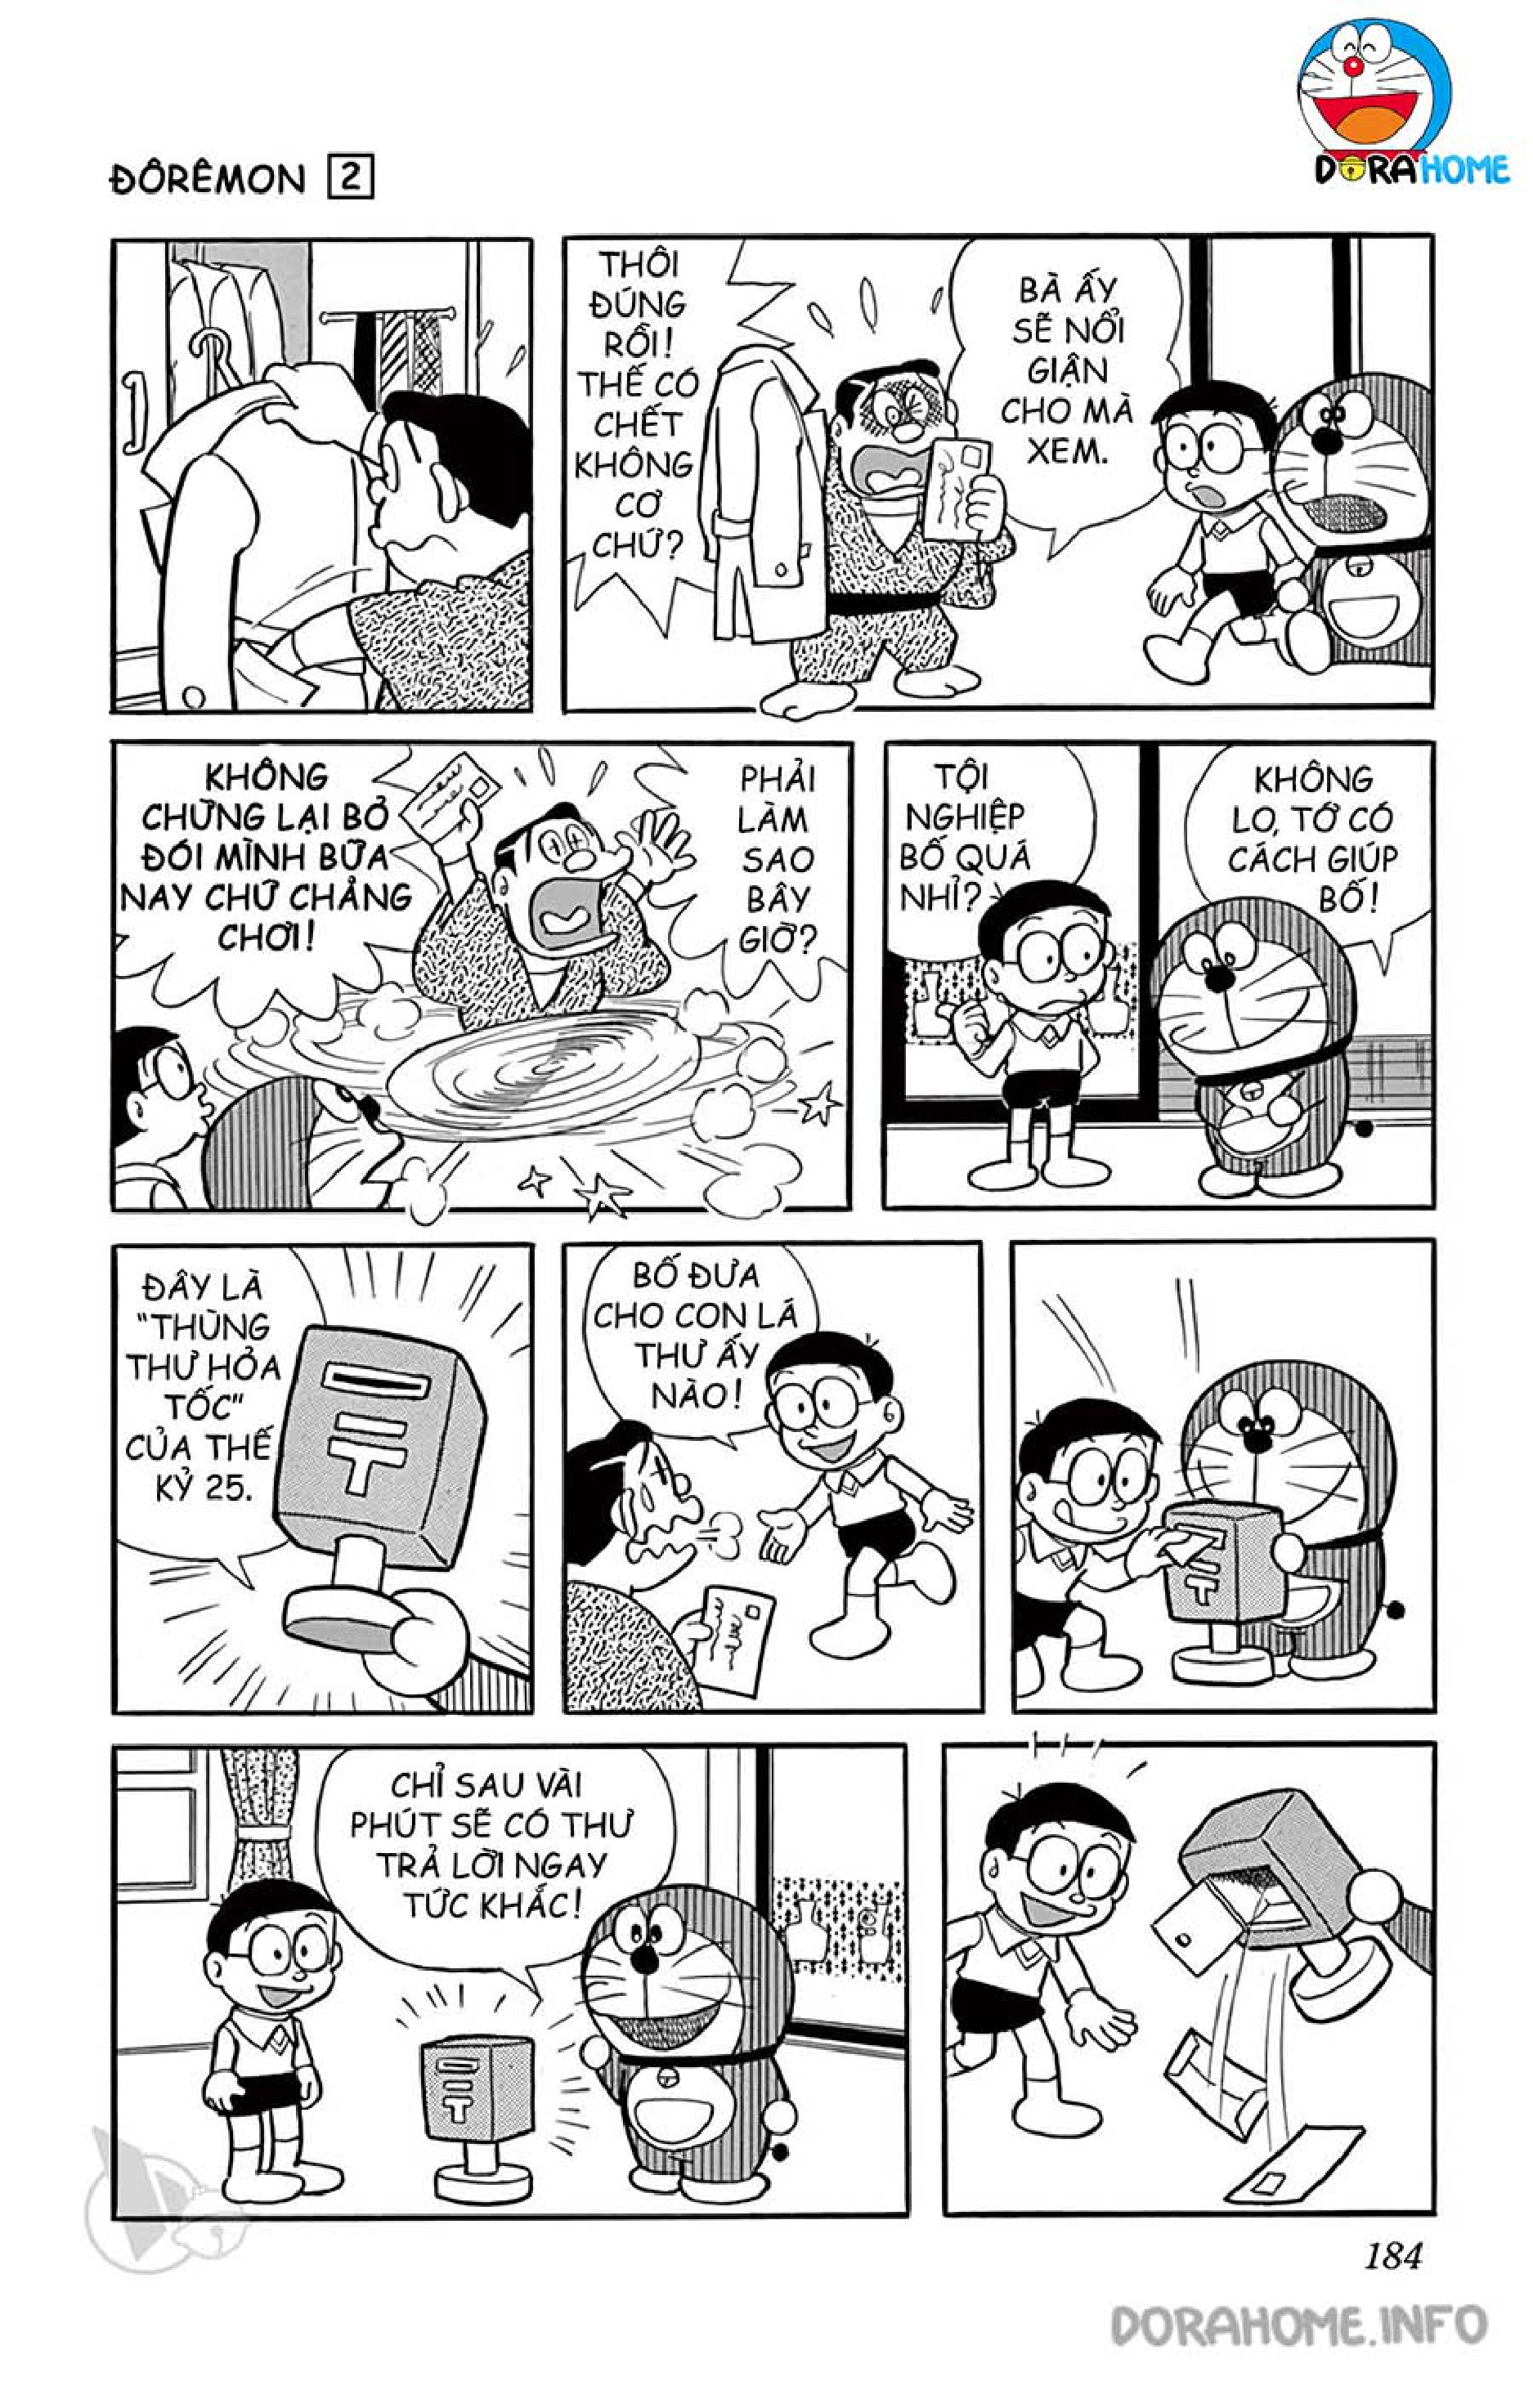 DORAHOME
ĐÔRÊMON 2
THÔI
ĐÚNG
RỒI!
THẾ CÓ
CHẾT
KHÔNG
CƠ
CHỨ?
BÀ ẤY
SẼ NỔI
GIẬN
CHO MÀ
XEM.
KHÔNG
CHỪNG LẠI BỎ
ĐÓI MÌNH BỮA
NAY CHỨ CHẲNG
CHƠI!
PHẢI
LÀM
SAO
BÂY
GIỜ?
TỘI
NGHIỆP
BỐ QUÁ
NHỈ?
KHÔNG
LO, TỚ CÓ
CÁCH GIÚP
BỐ!
ĐÂY LÀ
"THÙNG
THƯ HỎA
TỐC"
CỦA THẾ
KỶ 25.
BỐ ĐƯA
CHO CON LÁ
THƯ ẤY
NÀO!
CHỈ SAU VÀI
PHÚT SẼ CÓ THƯ
TRẢ LỜI NGAY
TỨC KHẮC!
184
DORAHOME.INFO